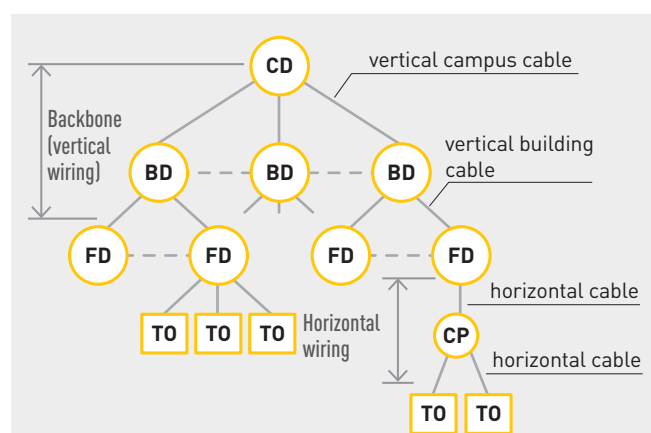 CD
vertical campus cable
Backbone
(vertical
wiring)
vertical building
cable
BD
BD
BD
FD
FD
FD
FD
horizontal cable
TO
TO
TO
Horizontal
wiring
CP
horizontal cable
TO
TO